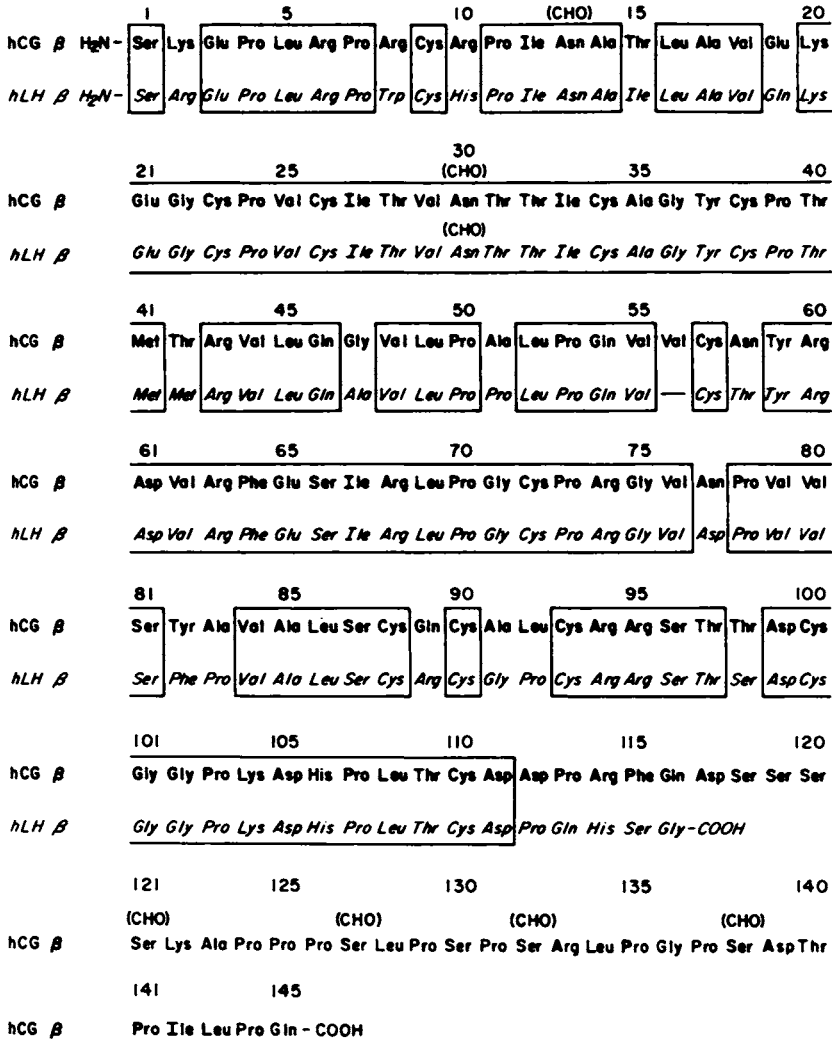 1 5 10 (CHO) 15 20
hCG β H₂N- Ser Lys Glu Pro Leu Arg Pro Arg Cys Arg Pro Ile Asn Ala Thr Leu Ala Val Glu Lys
hLH β H₂N- Ser Arg Glu Pro Leu Arg Pro Trp Cys His Pro Ile Asn Ala Ile Leu Ala Val Gln Lys
21 25 30 35 40
(CHO)
hCG β Glu Gly Cys Pro Val Cys Ile Thr Val Asn Thr Thr Ile Cys Ala Gly Tyr Cys Pro Thr
(CHO)
hLH β Glu Gly Cys Pro Val Cys Ile Thr Val Asn Thr Thr Ile Cys Ala Gly Tyr Cys Pro Thr
41 45 50 55 60
hCG β Met Thr Arg Val Leu Gln Gly Val Leu Pro Ala Leu Pro Gln Val Val Cys Asn Tyr Arg
hLH β Met Met Arg Val Leu Gln Ala Val Leu Pro Pro Leu Pro Gln Val — Cys Thr Tyr Arg
61 65 70 75 80
hCG β Asp Val Arg Phe Glu Ser Ile Arg Leu Pro Gly Cys Pro Arg Gly Val Asn Pro Val Val
hLH β Asp Val Arg Phe Glu Ser Ile Arg Leu Pro Gly Cys Pro Arg Gly Val Asp Pro Val Val
81 85 90 95 100
hCG β Ser Tyr Ala Val Ala Leu Ser Cys Gln Cys Ala Leu Cys Arg Arg Ser Thr Thr Asp Cys
hLH β Ser Phe Pro Val Ala Leu Ser Cys Arg Cys Gly Pro Cys Arg Arg Ser Thr Ser Asp Cys
101 105 110 115 120
hCG β Gly Gly Pro Lys Asp His Pro Leu Thr Cys Asp Asp Pro Arg Phe Gln Asp Ser Ser Ser
hLH β Gly Gly Pro Lys Asp His Pro Leu Thr Cys Asp Pro Gln His Ser Gly-COOH
121 125 130 135 140
(CHO) (CHO) (CHO) (CHO)
hCG β Ser Lys Ala Pro Pro Pro Ser Leu Pro Ser Pro Ser Arg Leu Pro Gly Pro Ser Asp Thr
141 145
hCG β Pro Ile Leu Pro Gln - COOH